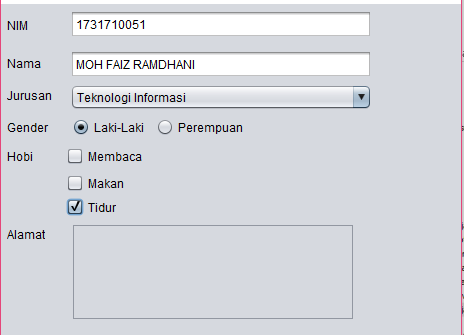 NIM 1731710051
Nama MOH FAIZ RAMDHANI
Jurusan Teknologi Informasi
Gender Laki-Laki Perempuan
Hobi Membaca
Makan
Tidur
Alamat